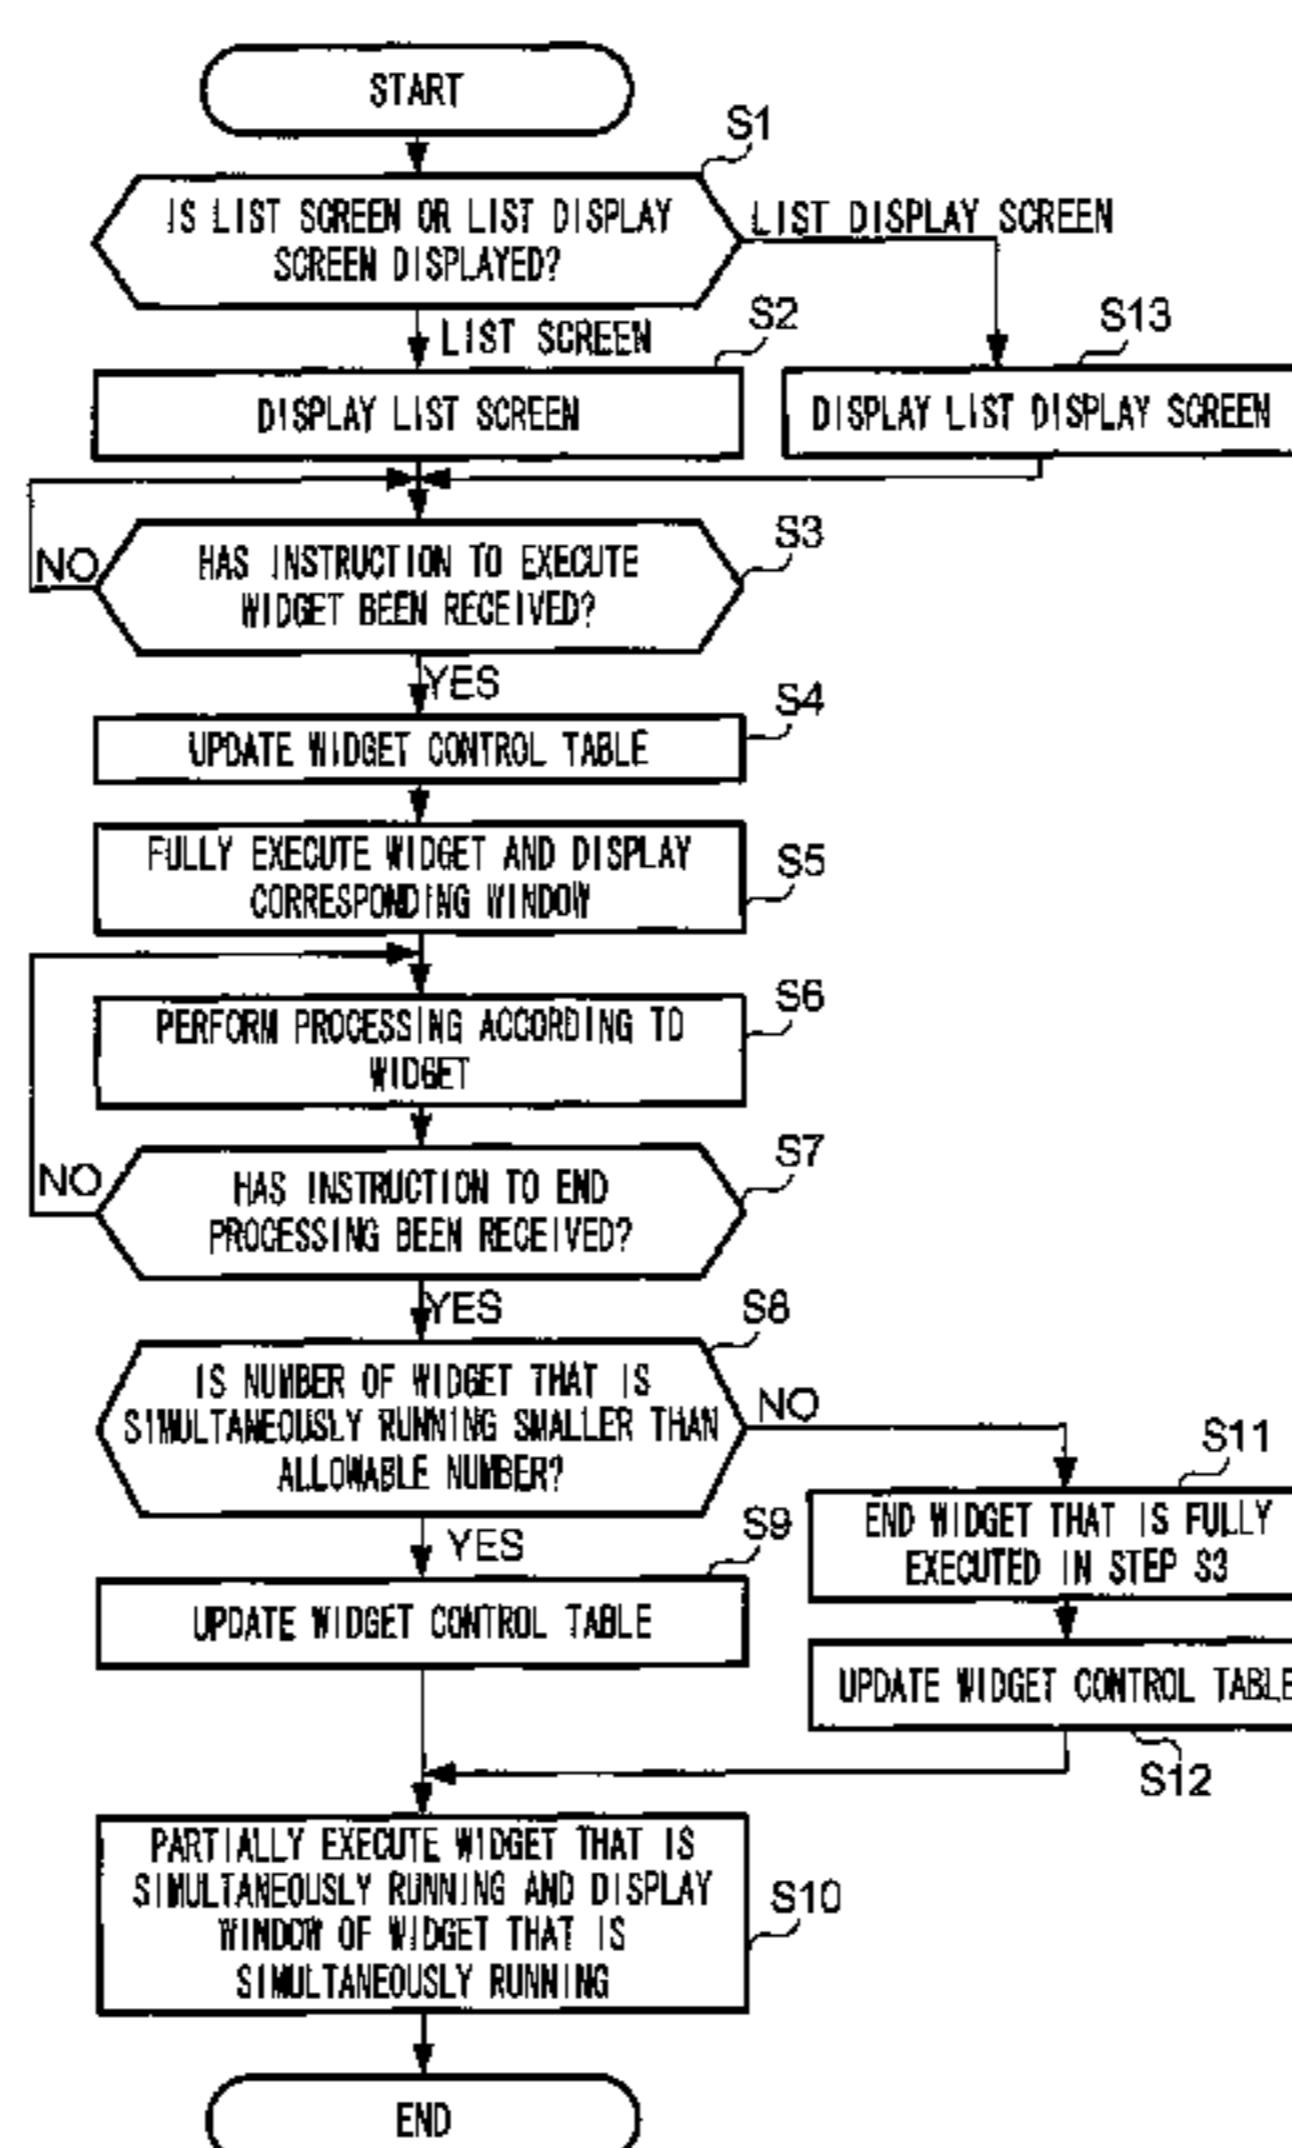 START
S1
IS LIST SCREEN OR LIST DISPLAY
SCREEN DISPLAYED?
LIST DISPLAY SCREEN
LIST SCREEN
S2
S13
DISPLAY LIST SCREEN
DISPLAY LIST DISPLAY SCREEN
S3
HAS INSTRUCTION TO EXECUTE
WIDGET BEEN RECEIVED?
NO
YES
S4
UPDATE WIDGET CONTROL TABLE
FULLY EXECUTE WIDGET AND DISPLAY
CORRESPONDING WINDOW
S5
S6
PERFORM PROCESSING ACCORDING TO
WIDGET
S7
HAS INSTRUCTION TO END
PROCESSING BEEN RECEIVED?
NO
YES
S8
IS NUMBER OF WIDGET THAT IS
SIMULTANEOUSLY RUNNING SMALLER THAN
ALLOWABLE NUMBER?
NO
S11
END WIDGET THAT IS FULLY
EXECUTED IN STEP S3
YES
S9
UPDATE WIDGET CONTROL TABLE
UPDATE WIDGET CONTROL TABLE
S12
PARTIALLY EXECUTE WIDGET THAT IS
SIMULTANEOUSLY RUNNING AND DISPLAY
WINDOW OF WIDGET THAT IS
SIMULTANEOUSLY RUNNING
S10
END